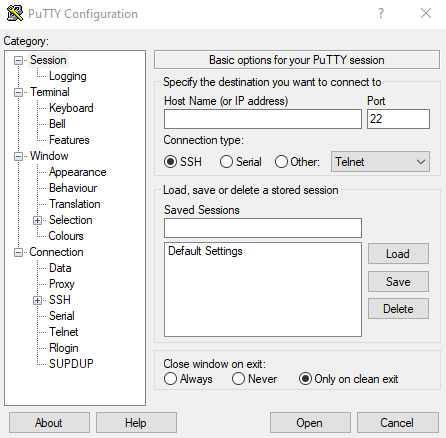 PuTTY Configuration
? ×
Category:
Session
Logging
Terminal
Keyboard
Bell
Features
Window
Appearance
Behaviour
Translation
Selection
Colours
Connection
Data
Proxy
SSH
Serial
Telnet
Rlogin
SUPDUP
Basic options for your PuTTY session
Specify the destination you want to connect to
Host Name (or IP address) Port
22
Connection type:
SSH Serial Other: Telnet
Load, save or delete a stored session
Saved Sessions
Default Settings
Load
Save
Delete
Close window on exit:
Always Never Only on clean exit
About Help Open Cancel